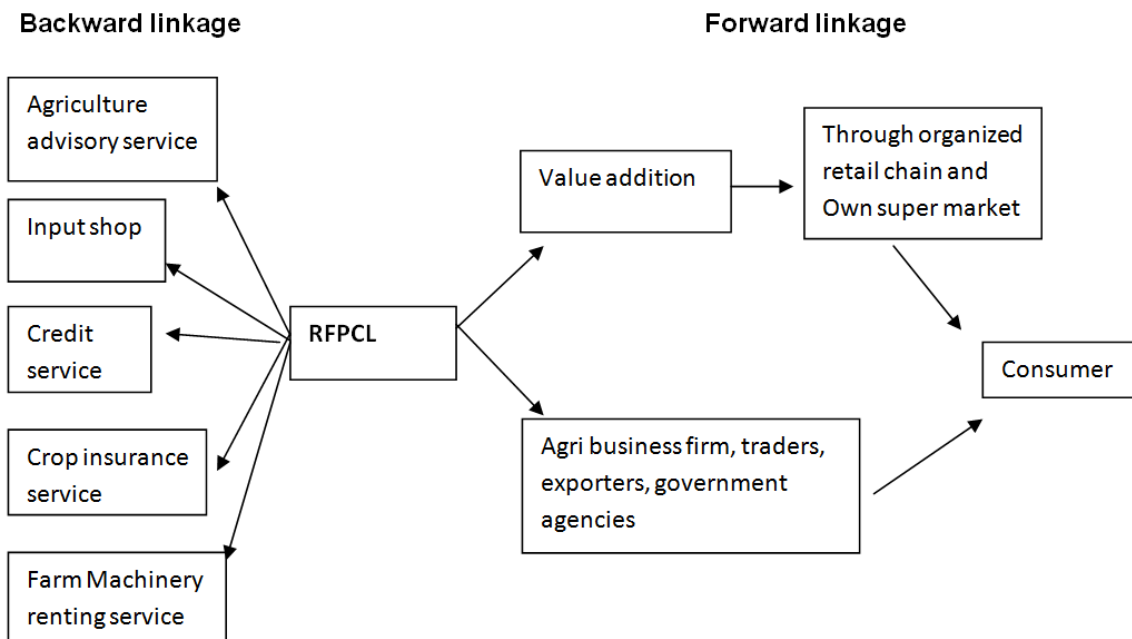 Backward linkage
Forward linkage
Agriculture
advisory service
Input shop
Credit
service
Crop insurance
service
Farm Machinery
renting service
RFPCL
Value addition
Through organized
retail chain and
Own super market
Agri business firm, traders,
exporters, government
agencies
Consumer